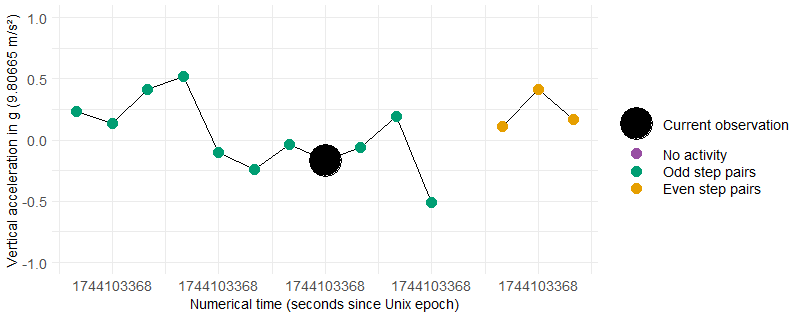 Vertical acceleration in g (9.80665 m/s²)
1.0
0.5
0.0
-0.5
-1.0
1744103368 1744103368 1744103368 1744103368 1744103368
Numerical time (seconds since Unix epoch)
Current observation
No activity
Odd step pairs
Even step pairs